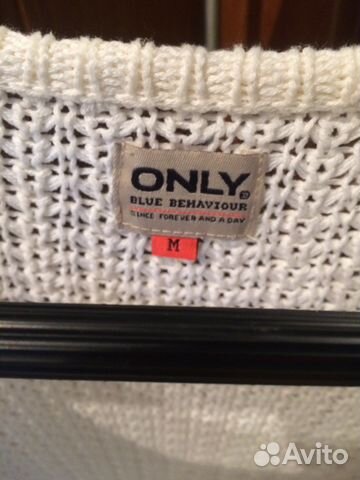 ONLY®
BLUE BEHAVIOUR
SINCE FOREVER AND A DAY
M
Avito